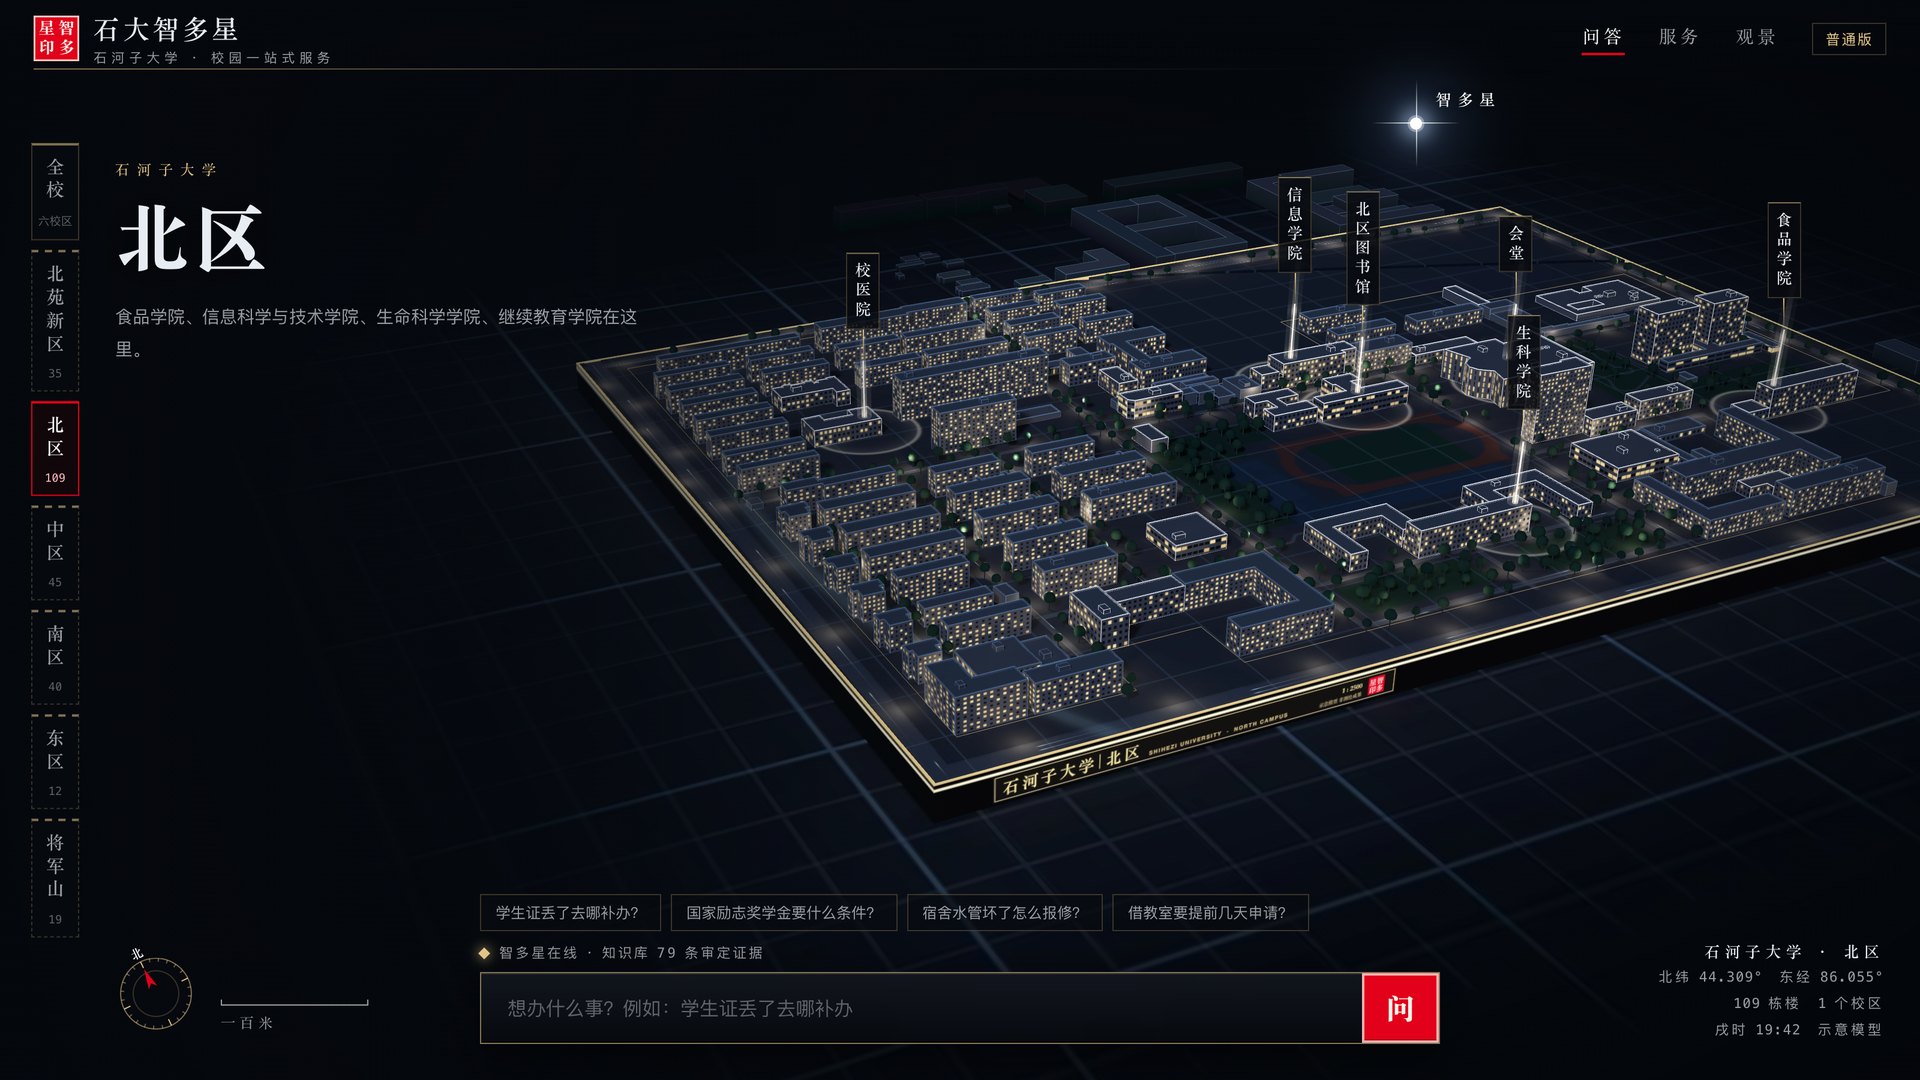 星智
印多
石大智多星
石河子大学 · 校园一站式服务
问答
服务
观景
普通版
智多星
全校
六校区
北苑新区
35
北区
109
中区
45
南区
40
东区
12
将军山
19
石河子大学
北区
食品学院、信息科学与技术学院、生命科学学院、继续教育学院在这
里。
校医院
信息学院
北区图书馆
会堂
生科学院
食品学院
石河子大学|北区
SHIHEZI UNIVERSITY · NORTH CAMPUS
1:2500
星智
印多
学生证丢了去哪补办?
国家励志奖学金要什么条件?
宿舍水管坏了怎么报修?
借教室要提前几天申请?
智多星在线 · 知识库 79 条审定证据
想办什么事? 例如: 学生证丢了去哪补办
问
北
一百米
石河子大学 · 北区
北纬 44.309° 东经 86.055°
109 栋楼 1 个校区
戌时 19:42 示意模型